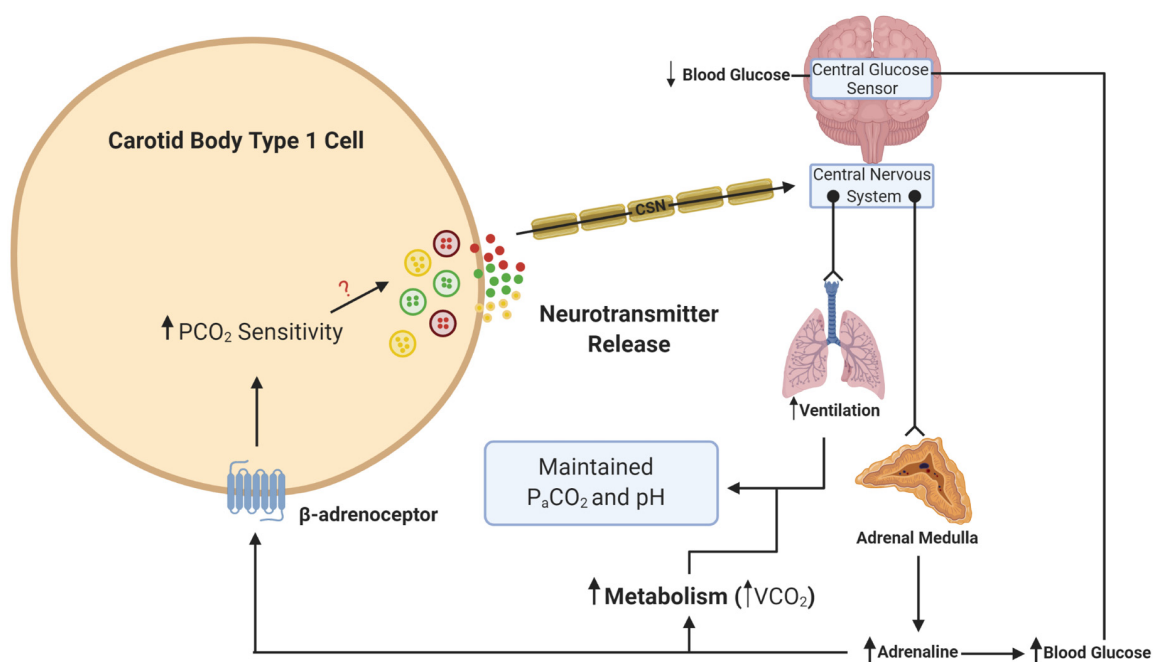 Carotid Body Type 1 Cell
?
↑ PCO₂ Sensitivity
β-adrenoceptor
CSN
Neurotransmitter
Release
↓ Blood Glucose
Central Glucose
Sensor
Central Nervous
System
↑ Ventilation
Maintained
PₐCO₂ and pH
Adrenal Medulla
↑ Metabolism (↑VCO₂)
↑ Adrenaline
↑ Blood Glucose